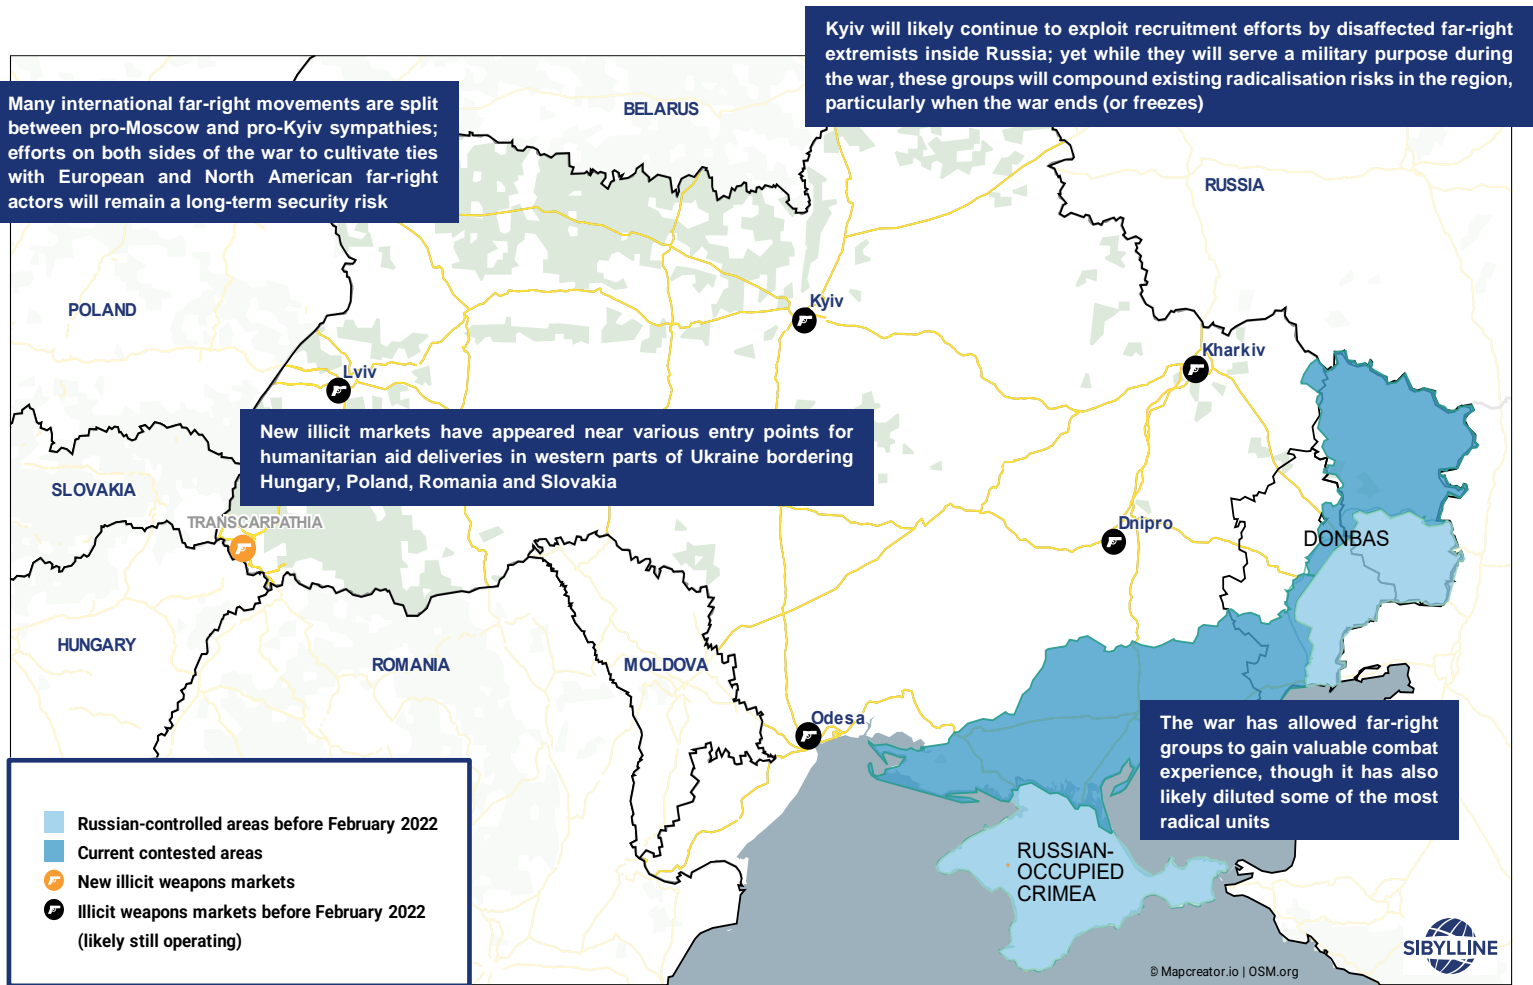 Kyiv will likely continue to exploit recruitment efforts by disaffected far-right
extremists inside Russia; yet while they will serve a military purpose during
the war, these groups will compound existing radicalisation risks in the region,
particularly when the war ends (or freezes)
Many international far-right movements are split
between pro-Moscow and pro-Kyiv sympathies;
efforts on both sides of the war to cultivate ties
with European and North American far-right
actors will remain a long-term security risk
BELARUS
RUSSIA
POLAND
Kyiv
Kharkiv
Lviv
New illicit markets have appeared near various entry points for
humanitarian aid deliveries in western parts of Ukraine bordering
Hungary, Poland, Romania and Slovakia
SLOVAKIA
TRANSCARPATHIA
Dnipro
DONBAS
HUNGARY
ROMANIA
MOLDOVA
Odesa
The war has allowed far-right
groups to gain valuable combat
experience, though it has also
likely diluted some of the most
radical units
RUSSIAN-
OCCUPIED
CRIMEA
Russian-controlled areas before February 2022
Current contested areas
New illicit weapons markets
Illicit weapons markets before February 2022
(likely still operating)
SIBYLLINE
© Mapcreator.io | OSM.org